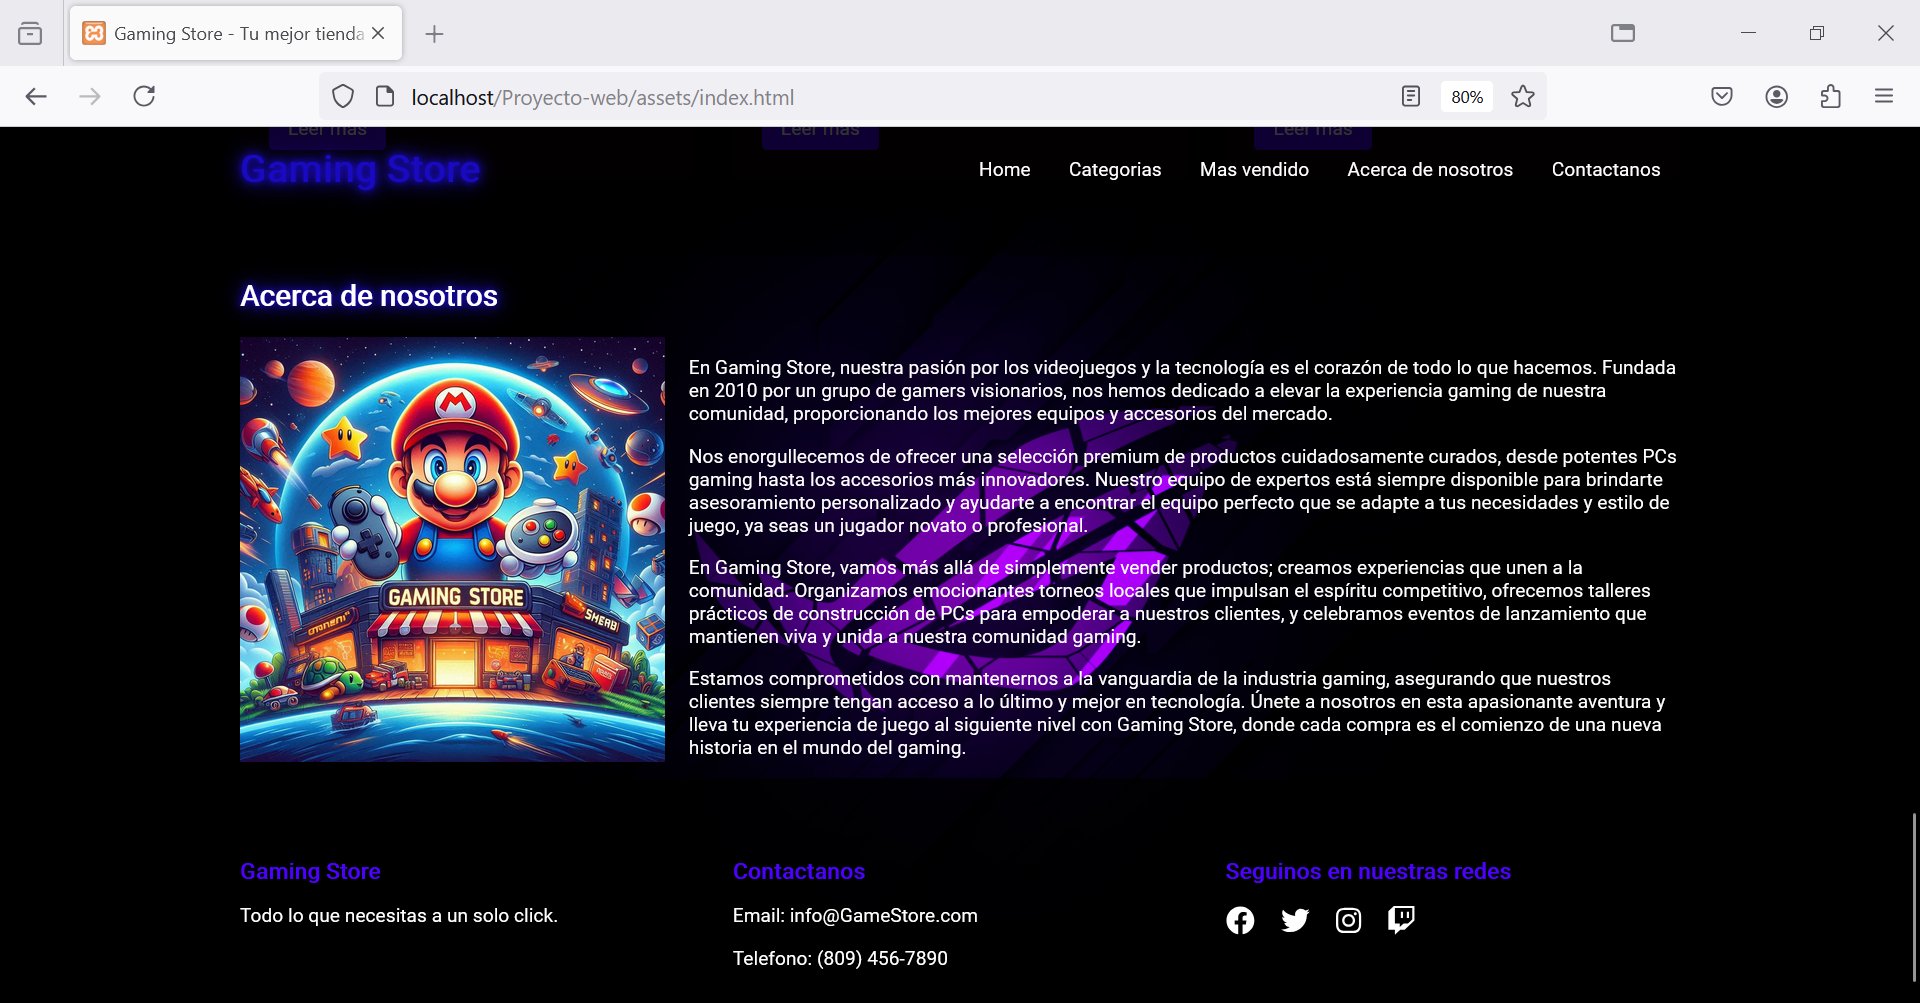 Gaming Store - Tu mejor tienda
localhost/Proyecto-web/assets/index.html
80%
Leer mas
Leer mas
Leer mas
Gaming Store
Home
Categorias
Mas vendido
Acerca de nosotros
Contactanos
Acerca de nosotros
GAMING STORE
En Gaming Store, nuestra pasión por los videojuegos y la tecnología es el corazón de todo lo que hacemos. Fundada
en 2010 por un grupo de gamers visionarios, nos hemos dedicado a elevar la experiencia gaming de nuestra
comunidad, proporcionando los mejores equipos y accesorios del mercado.
Nos enorgullecemos de ofrecer una selección premium de productos cuidadosamente curados, desde potentes PCs
gaming hasta los accesorios más innovadores. Nuestro equipo de expertos está siempre disponible para brindarte
asesoramiento personalizado y ayudarte a encontrar el equipo perfecto que se adapte a tus necesidades y estilo de
juego, ya seas un jugador novato o profesional.
En Gaming Store, vamos más allá de simplemente vender productos; creamos experiencias que unen a la
comunidad. Organizamos emocionantes torneos locales que impulsan el espíritu competitivo, ofrecemos talleres
prácticos de construcción de PCs para empoderar a nuestros clientes, y celebramos eventos de lanzamiento que
mantienen viva y unida a nuestra comunidad gaming.
Estamos comprometidos con mantenernos a la vanguardia de la industria gaming, asegurando que nuestros
clientes siempre tengan acceso a lo último y mejor en tecnología. Únete a nosotros en esta apasionante aventura y
lleva tu experiencia de juego al siguiente nivel con Gaming Store, donde cada compra es el comienzo de una nueva
historia en el mundo del gaming.
Gaming Store
Todo lo que necesitas a un solo click.
Contactanos
Email: info@GameStore.com
Telefono: (809) 456-7890
Seguinos en nuestras redes